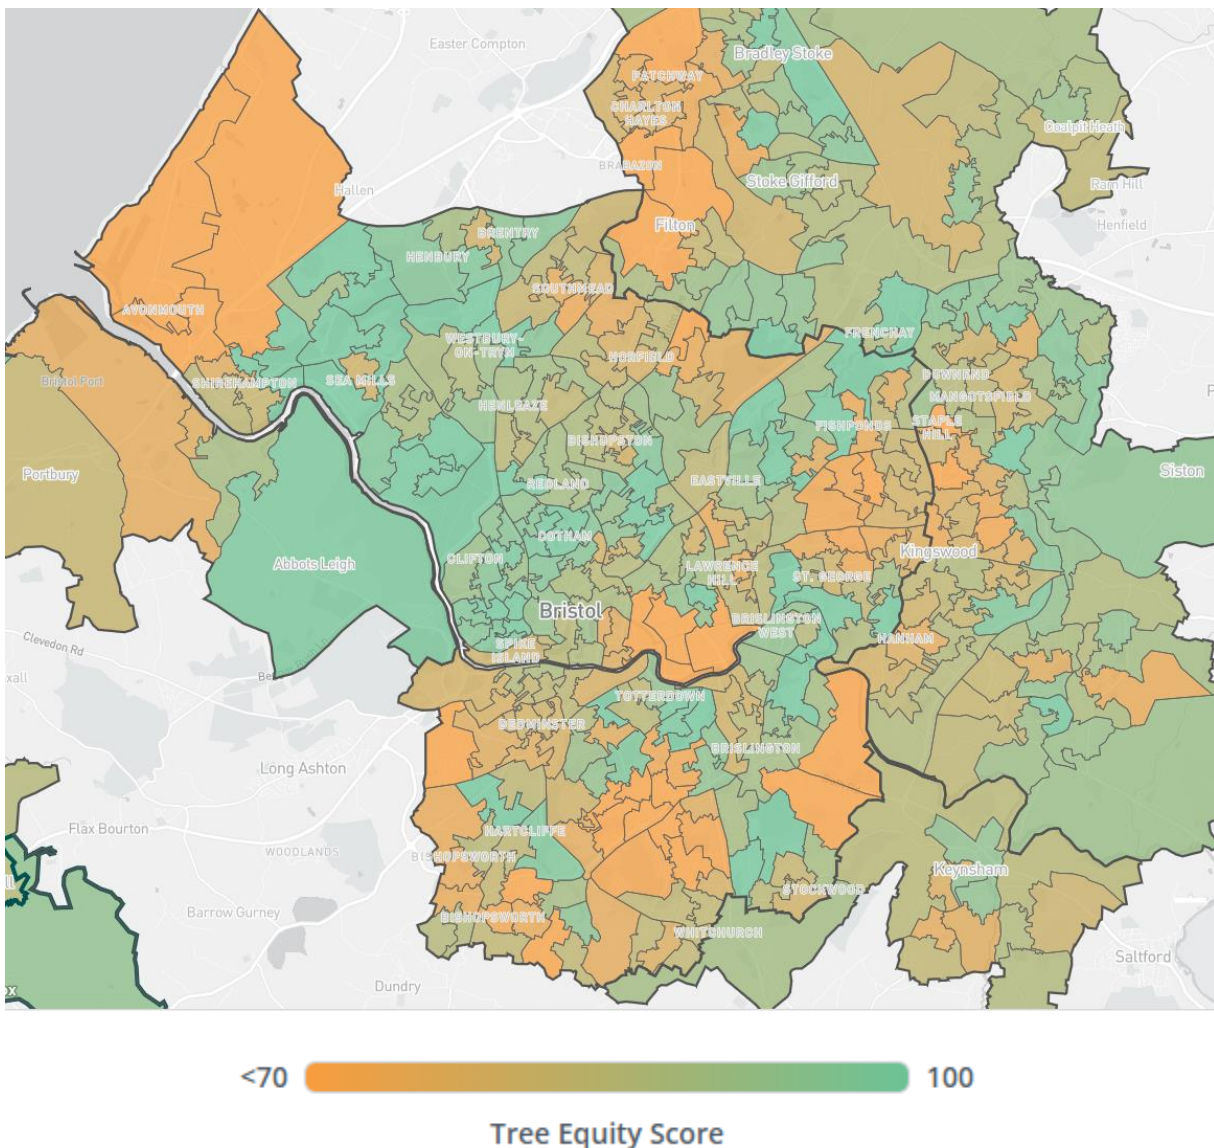 Easter Compton
Bradley Stoke
PATCHWAY
CHARLTON
HAYES
Coalpit Heath
BRABAZON
Hallen
Stoke Gifford
Ram Hill
Filton
Henfield
BRENTRY
HENBURY
SOUTHMEAD
AVONMOUTH
FRENCHAY
WESTBURY-
ON-TRYM
HORFIELD
Bristol Port
SHIREHAMPTON
SEA MILLS
DOWNEND
MANGOTSFIELD
HENLEAZE
FISHPONDS
STAPLE
HILL
BISHOPSTON
Portbury
Siston
REDLAND
EASTVILLE
COTHAM
Kingswood
CLIFTON
Abbots Leigh
LAWRENCE
HILL
ST. GEORGE
Bristol
BRISLINGTON
WEST
HANHAM
Clevedon Rd
SPIKE
ISLAND
xall
TOTTERDOWN
BEDMINSTER
BRISLINGTON
Long Ashton
Flax Bourton
HARTCLIFFE
WOODLANDS
BISHOPSWORTH
Keynsham
STOCKWOOD
Barrow Gurney
BISHOPSWORTH
WHITCHURCH
Saltford
Dundry
ox
<70
100
Tree Equity Score